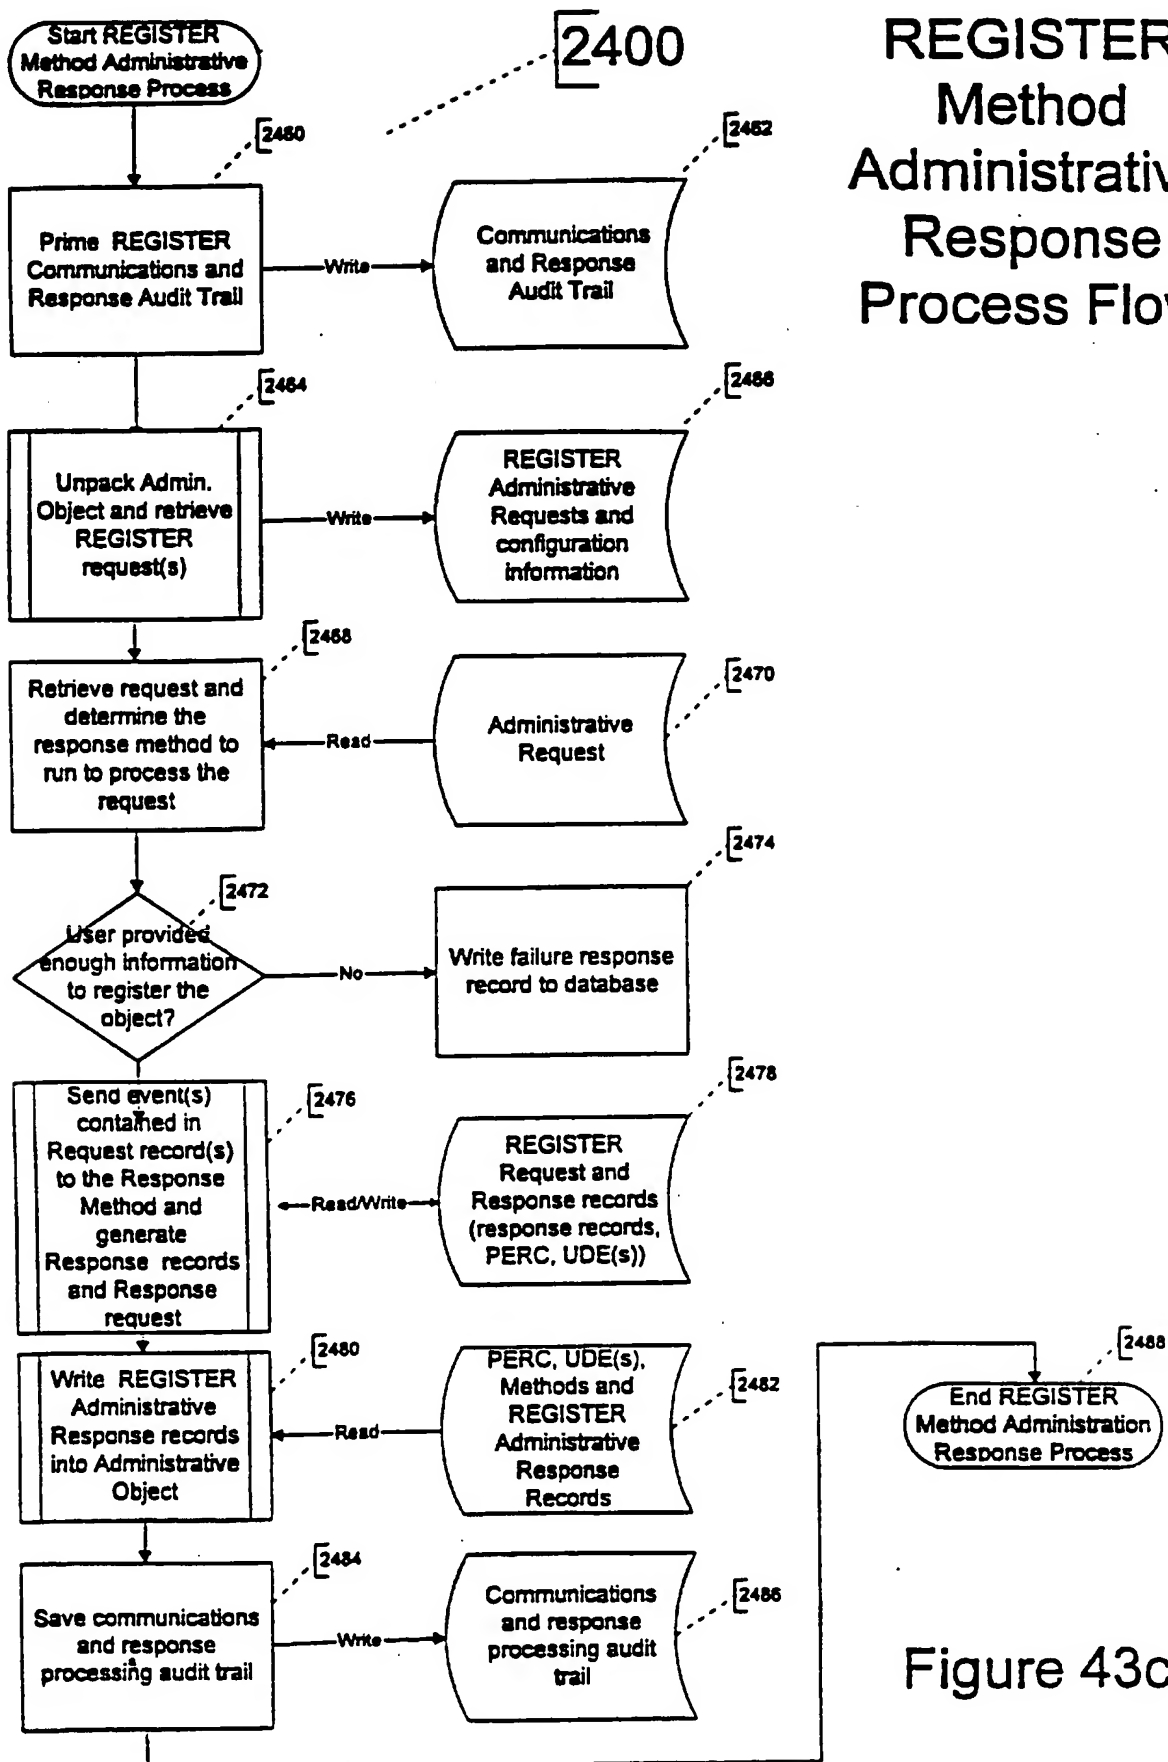 Start REGISTER
Method Administrative
Response Process
2400
REGISTER
Method
Administrativ
Response
Process Flow
2460
Prime REGISTER
Communications and
Response Audit Trail
Write
2462
Communications
and Response
Audit Trail
2464
Unpack Admin.
Object and retrieve
REGISTER
request(s)
Write
2466
REGISTER
Administrative
Requests and
configuration
information
2468
Retrieve request and
determine the
response method to
run to process the
request
Read
2470
Administrative
Request
2472
User provided
enough information
to register the
object?
No
2474
Write failure response
record to database
2476
Send event(s)
contained in
Request record(s)
to the Response
Method and
generate
Response records
and Response
request
Read/Write
2478
REGISTER
Request and
Response records
(response records,
PERC, UDE(s))
2480
Write REGISTER
Administrative
Response records
into Administrative
Object
Read
2482
PERC, UDE(s),
Methods and
REGISTER
Administrative
Response
Records
2484
Save communications
and response
processing audit trail
Write
2486
Communications
and response
processing audit
trail
2488
End REGISTER
Method Administration
Response Process
Figure 43c